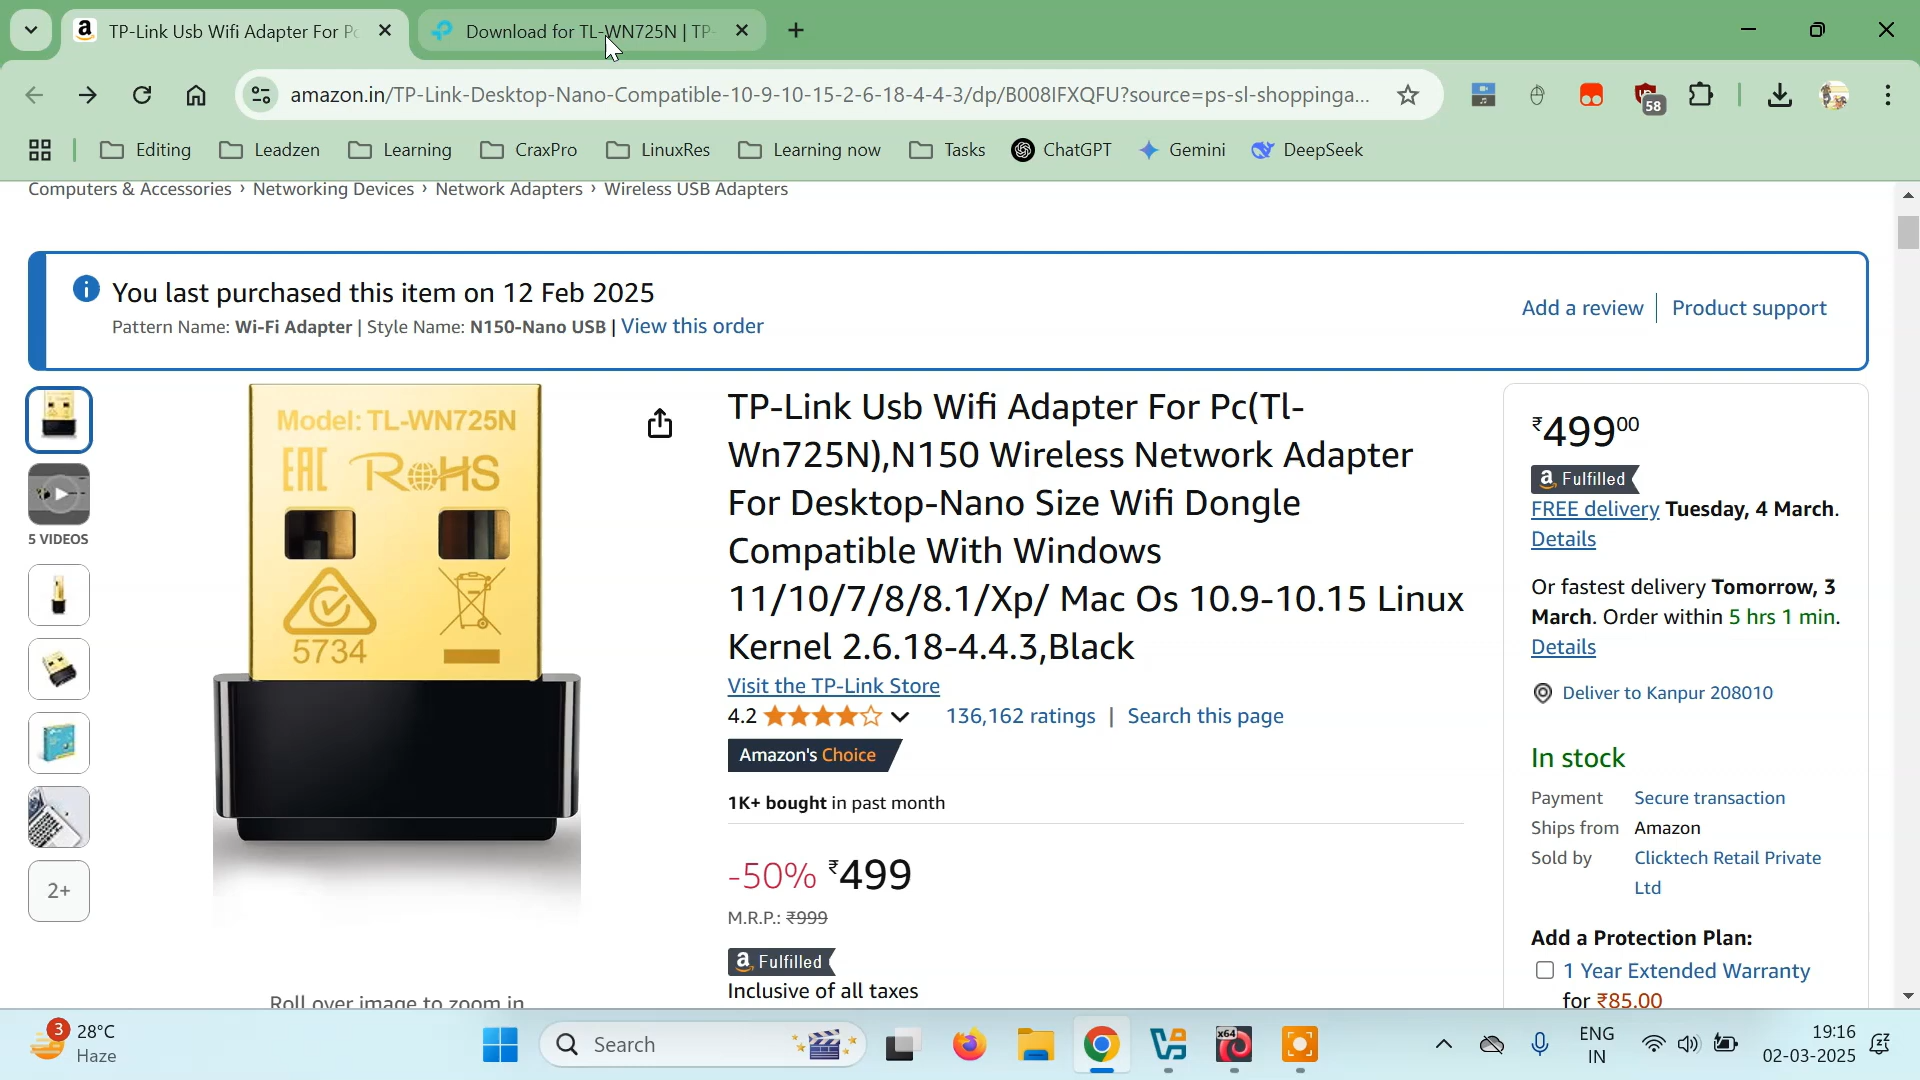 TP-Link Usb Wifi Adapter For Pc
Download for TL-WN725N | TP-
amazon.in/TP-Link-Desktop-Nano-Compatible-10-9-10-15-2-6-18-4-4-3/dp/B008IFXQFU?source=ps-sl-shoppinga...
58
Editing
Leadzen
Learning
CraxPro
LinuxRes
Learning now
Tasks
ChatGPT
Gemini
DeepSeek
Computers & Accessories › Networking Devices › Network Adapters › Wireless USB Adapters
You last purchased this item on 12 Feb 2025
Pattern Name: Wi-Fi Adapter | Style Name: N150-Nano USB | View this order
Add a review | Product support
5 VIDEOS
2+
Model: TL-WN725N
EAC RoHS
5734
Roll over image to zoom in
TP-Link Usb Wifi Adapter For Pc(Tl-
Wn725N),N150 Wireless Network Adapter
For Desktop-Nano Size Wifi Dongle
Compatible With Windows
11/10/7/8/8.1/Xp/ Mac Os 10.9-10.15 Linux
Kernel 2.6.18-4.4.3,Black
Visit the TP-Link Store
4.2
136,162 ratings | Search this page
Amazon's Choice
1K+ bought in past month
-50% ₹499
M.R.P.: ₹999
a Fulfilled
Inclusive of all taxes
₹49900
a Fulfilled
FREE delivery Tuesday, 4 March.
Details
Or fastest delivery Tomorrow, 3
March. Order within 5 hrs 1 min.
Details
Deliver to Kanpur 208010
In stock
Payment Secure transaction
Ships from Amazon
Sold by Clicktech Retail Private
Ltd
Add a Protection Plan:
1 Year Extended Warranty
for ₹85.00
3
28°C
Haze
Search
x64
ENG
IN
19:16
02-03-2025